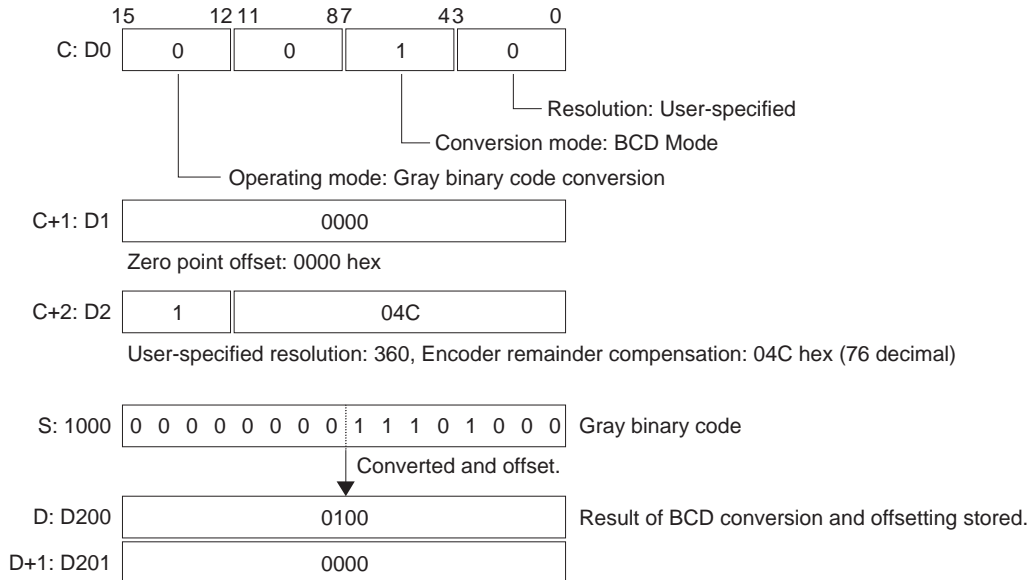 15 12 11 8 7 4 3 0
C: D0 0 0 1 0
Resolution: User-specified
Conversion mode: BCD Mode
Operating mode: Gray binary code conversion
C+1: D1 0000
Zero point offset: 0000 hex
C+2: D2 1 04C
User-specified resolution: 360, Encoder remainder compensation: 04C hex (76 decimal)
S: 1000 0 0 0 0 0 0 0 0 1 1 1 0 1 0 0 0 Gray binary code
Converted and offset.
D: D200 0100 Result of BCD conversion and offsetting stored.
D+1: D201 0000